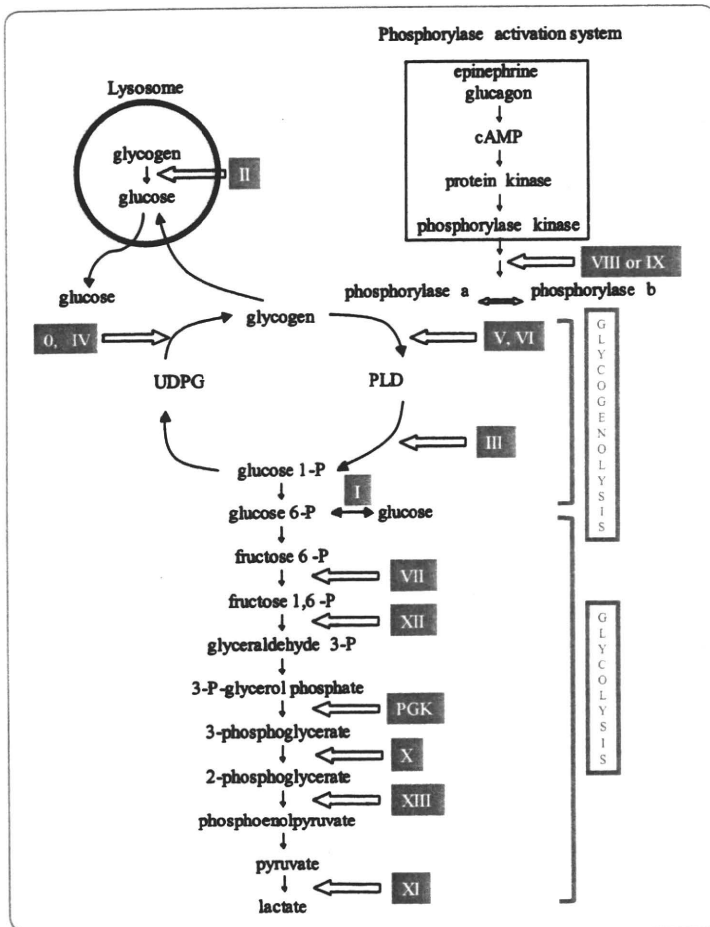 Phosphorylase activation system
epinephrine
glucagon
cAMP
protein kinase
phosphorylase kinase
VIII or IX
phosphorylase a
phosphorylase b
Lysosome
glycogen
glucose
II
glucose
glycogen
0, IV
UDPG
V, VI
PLD
III
glucose 1-P
I
glucose 6-P
glucose
fructose 6 -P
VII
fructose 1,6 -P
XII
glyceraldehyde 3-P
3-P-glycerol phosphate
PGK
3-phosphoglycerate
X
2-phosphoglycerate
XIII
phosphoenolpyruvate
pyruvate
XI
lactate
GLYCOGENOLYSIS
GLYCOLYSIS